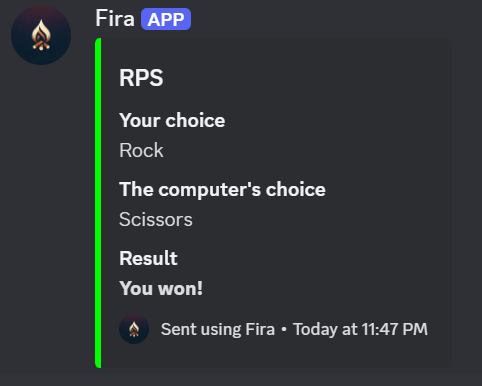 Fira APP
RPS
Your choice
Rock
The computer's choice
Scissors
Result
You won!
Sent using Fira • Today at 11:47 PM